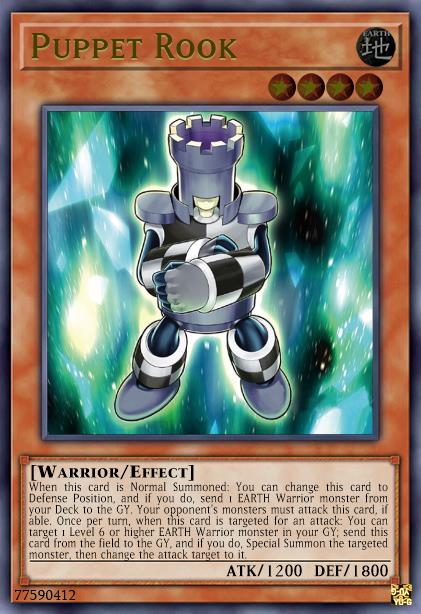 PUPPET ROOK
EARTH
地
[WARRIOR/EFFECT]
When this card is Normal Summoned: You can change this card to
Defense Position, and if you do, send 1 EARTH Warrior monster from
your Deck to the GY. Your opponent's monsters must attack this card, if
able. Once per turn, when this card is targeted for an attack: You can
target 1 Level 6 or higher EARTH Warrior monster in your GY; send this
card from the field to the GY, and if you do, Special Summon the targeted
monster, then change the attack target to it.
ATK/1200 DEF/1800
77590412